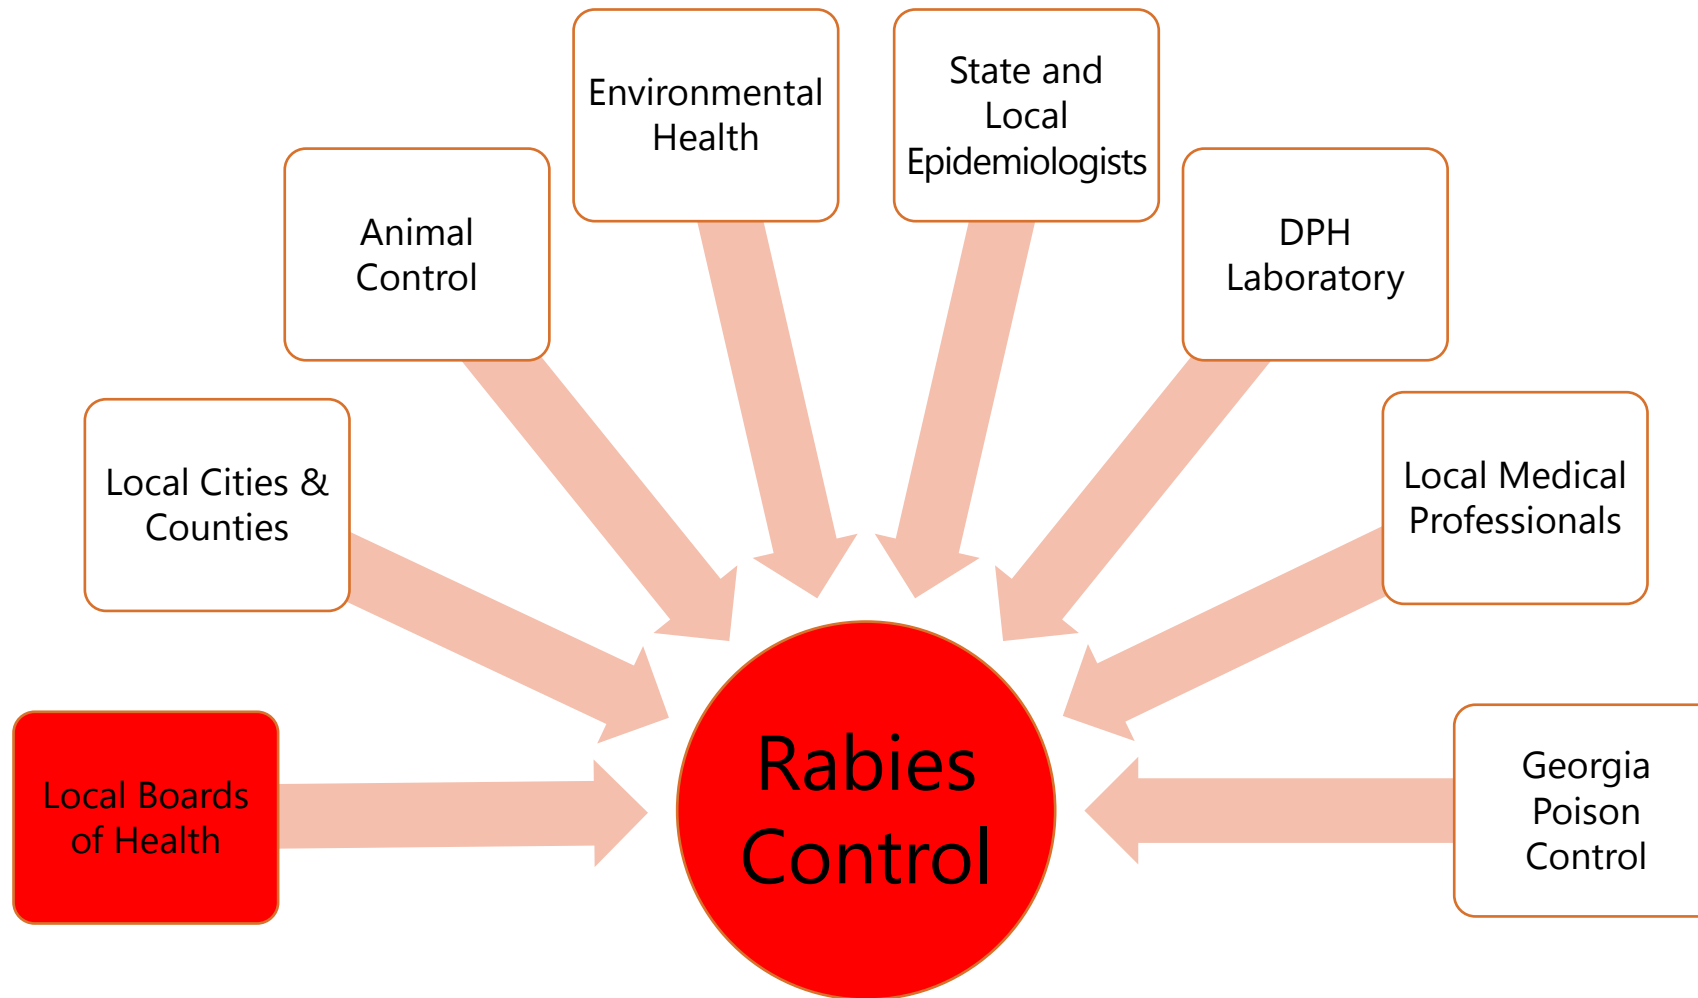 Environmental
Health
State and
Local
Epidemiologists
Animal
Control
DPH
Laboratory
Local Cities &
Counties
Local Medical
Professionals
Local Boards
of Health
Rabies
Control
Georgia
Poison
Control